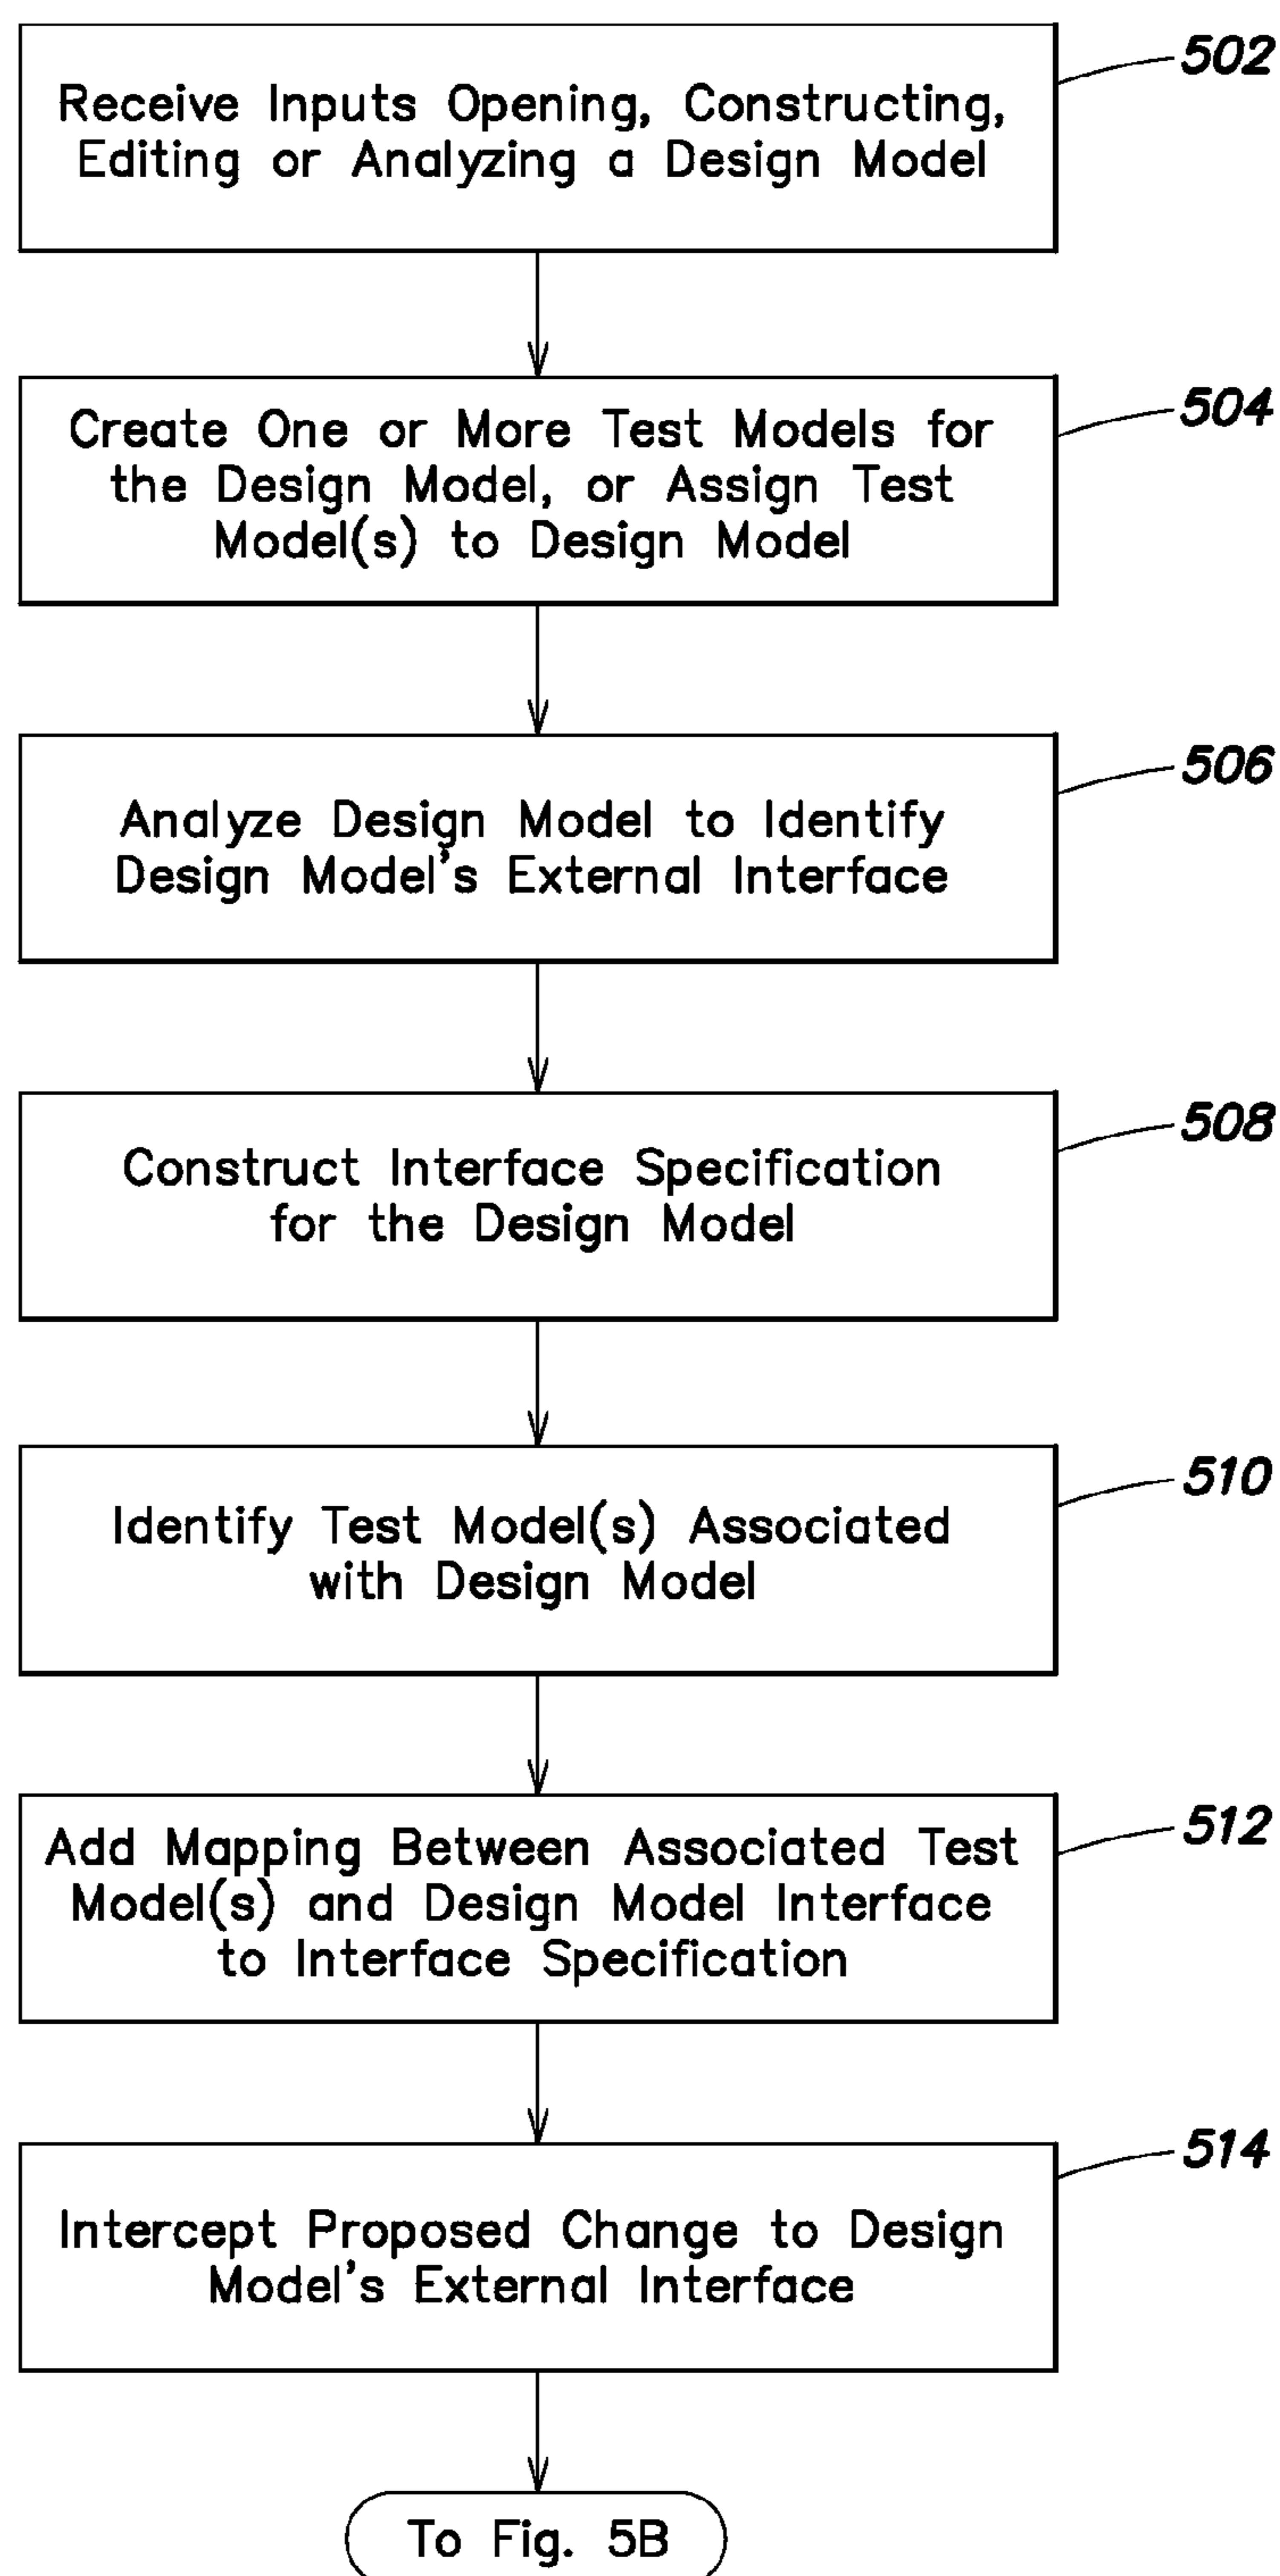 502
Receive Inputs Opening, Constructing,
Editing or Analyzing a Design Model
504
Create One or More Test Models for
the Design Model, or Assign Test
Model(s) to Design Model
506
Analyze Design Model to Identify
Design Model's External Interface
508
Construct Interface Specification
for the Design Model
510
Identify Test Model(s) Associated
with Design Model
512
Add Mapping Between Associated Test
Model(s) and Design Model Interface
to Interface Specification
514
Intercept Proposed Change to Design
Model's External Interface
To Fig. 5B